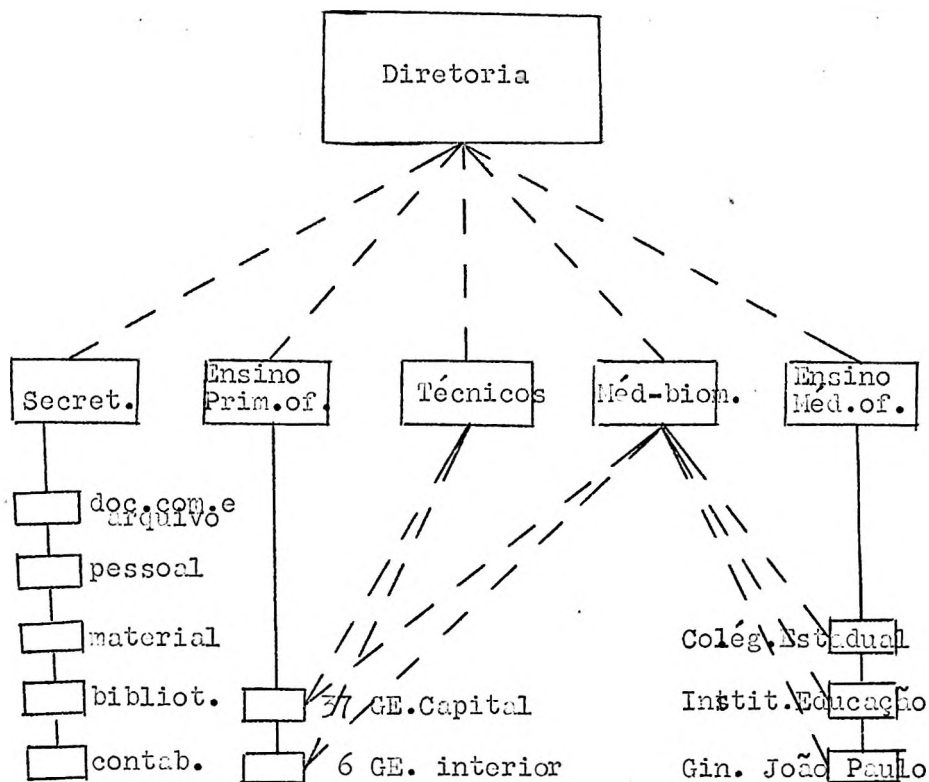 Diretoria
Secret.
Ensino
Prim.of.
Técnicos
Méd-biom.
Ensino
Méd.of.
doc.com.e
arquivo
pessoal
material
bibliot.
contab.
37 GE.Capital
6 GE. interior
Colég.Estadual
Instit.Educação
Gin. João Paulo